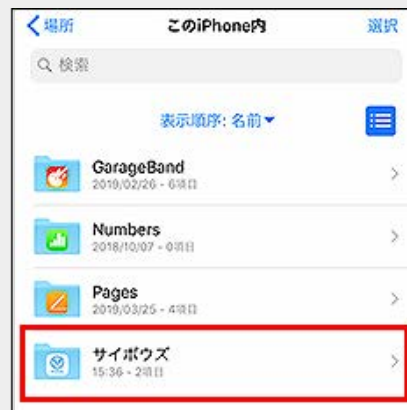 場所 このiPhone内 選択
検索
表示順序: 名前
GarageBand
2019/02/26 - 6項目
Numbers
2018/10/07 - 0項目
Pages
2019/03/25 - 4項目
サイボウズ
15:36 - 2項目